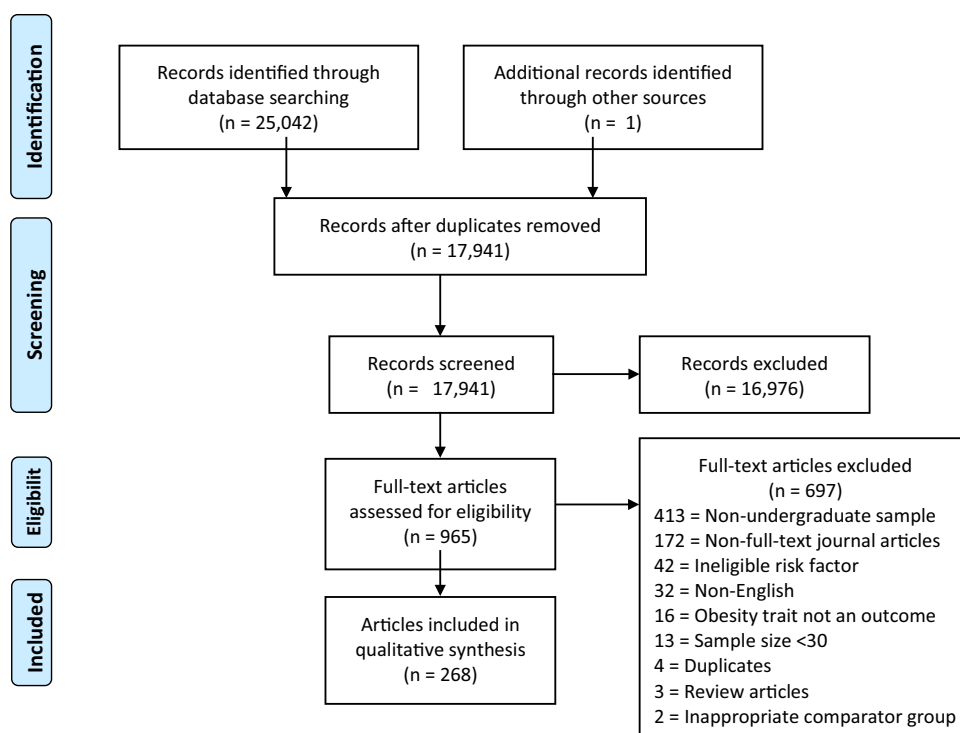 Identification
Records identified through
database searching
(n = 25,042)
Additional records identified
through other sources
(n = 1)
Screening
Records after duplicates removed
(n = 17,941)
Records screened
(n = 17,941)
Records excluded
(n = 16,976)
Eligibilit
Full-text articles
assessed for eligibility
(n = 965)
Full-text articles excluded
(n = 697)
413 = Non-undergraduate sample
172 = Non-full-text journal articles
42 = Ineligible risk factor
32 = Non-English
16 = Obesity trait not an outcome
13 = Sample size <30
4 = Duplicates
3 = Review articles
2 = Inappropriate comparator group
Included
Articles included in
qualitative synthesis
(n = 268)